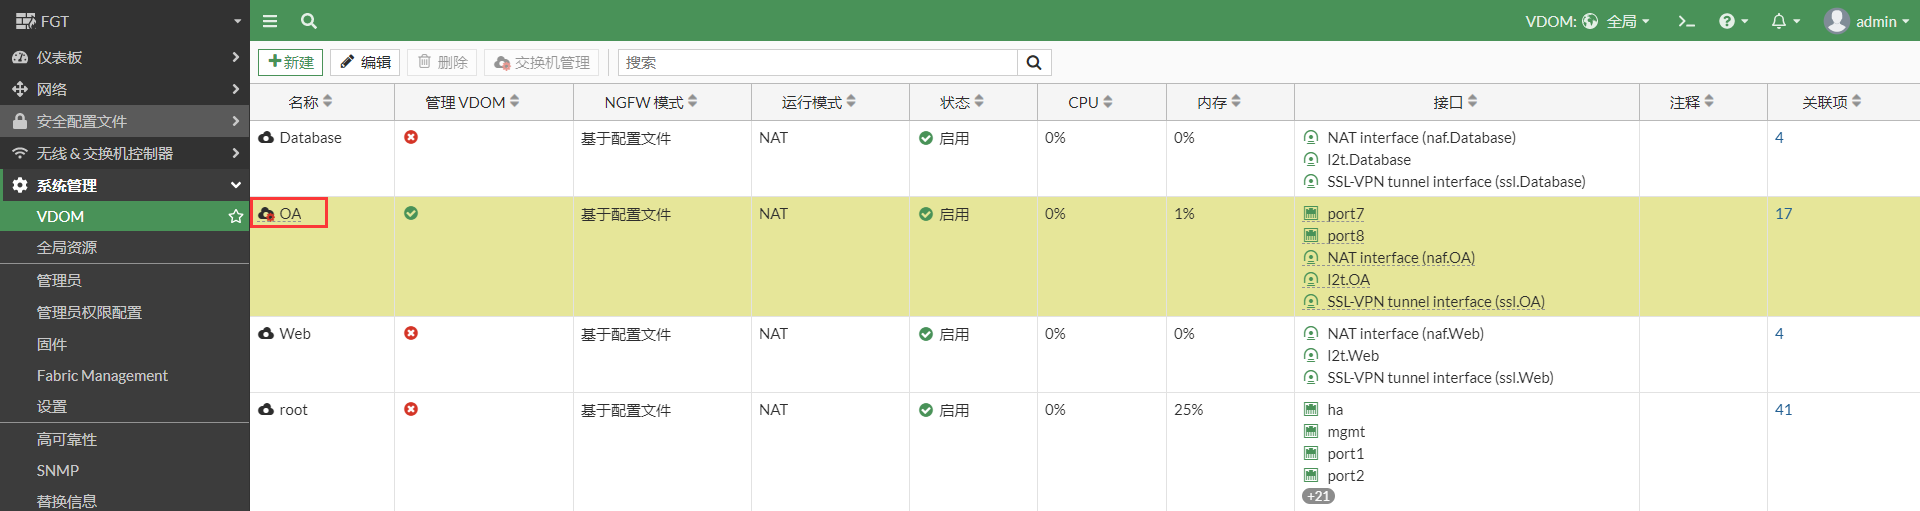 FGT
VDOM: 全局
admin
仪表板
网络
安全配置文件
无线 & 交换机控制器
系统管理
VDOM
全局资源
管理员
管理员权限配置
固件
Fabric Management
设置
高可靠性
SNMP
替换信息
新建 编辑 删除 交换机管理 搜索
名称 管理 VDOM NGFW 模式 运行模式 状态 CPU 内存 接口 注释 关联项
Database 基于配置文件 NAT 启用 0% 0% NAT interface (naf.Database) 4
l2t.Database
SSL-VPN tunnel interface (ssl.Database)
OA 基于配置文件 NAT 启用 0% 1% port7 17
port8
NAT interface (naf.OA)
l2t.OA
SSL-VPN tunnel interface (ssl.OA)
Web 基于配置文件 NAT 启用 0% 0% NAT interface (naf.Web) 4
l2t.Web
SSL-VPN tunnel interface (ssl.Web)
root 基于配置文件 NAT 启用 0% 25% ha 41
mgmt
port1
port2
+21